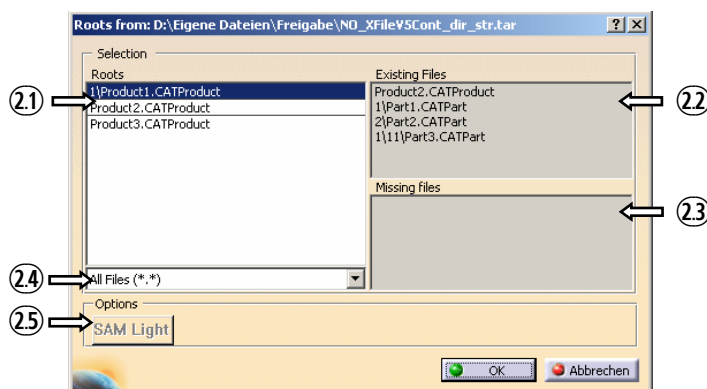 Roots from: D:\Eigene Dateien\Freigabe\NO_XFileV5Cont_dir_str.tar
Selection
Roots
Existing Files
2.1
1\Product1.CATProduct
Product2.CATProduct
Product3.CATProduct
Product2.CATProduct
1\Part1.CATPart
2\Part2.CATPart
1\11\Part3.CATPart
2.2
Missing files
2.3
2.4
All Files (*.*)
Options
2.5
SAM Light
OK
Abbrechen